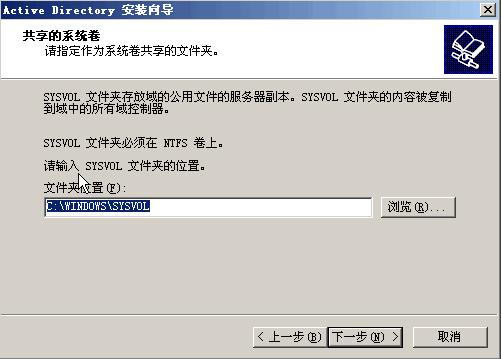 Active Directory 安装向导
共享的系统卷
请指定作为系统卷共享的文件夹。
SYSVOL 文件夹存放域的公用文件的服务器副本。SYSVOL 文件夹的内容被复制
到域中的所有域控制器。
SYSVOL 文件夹必须在 NTFS 卷上。
请输入 SYSVOL 文件夹的位置。
文件夹位置(F):
C:\WINDOWS\SYSVOL
浏览(R)...
< 上一步(B) 下一步(N) > 取消